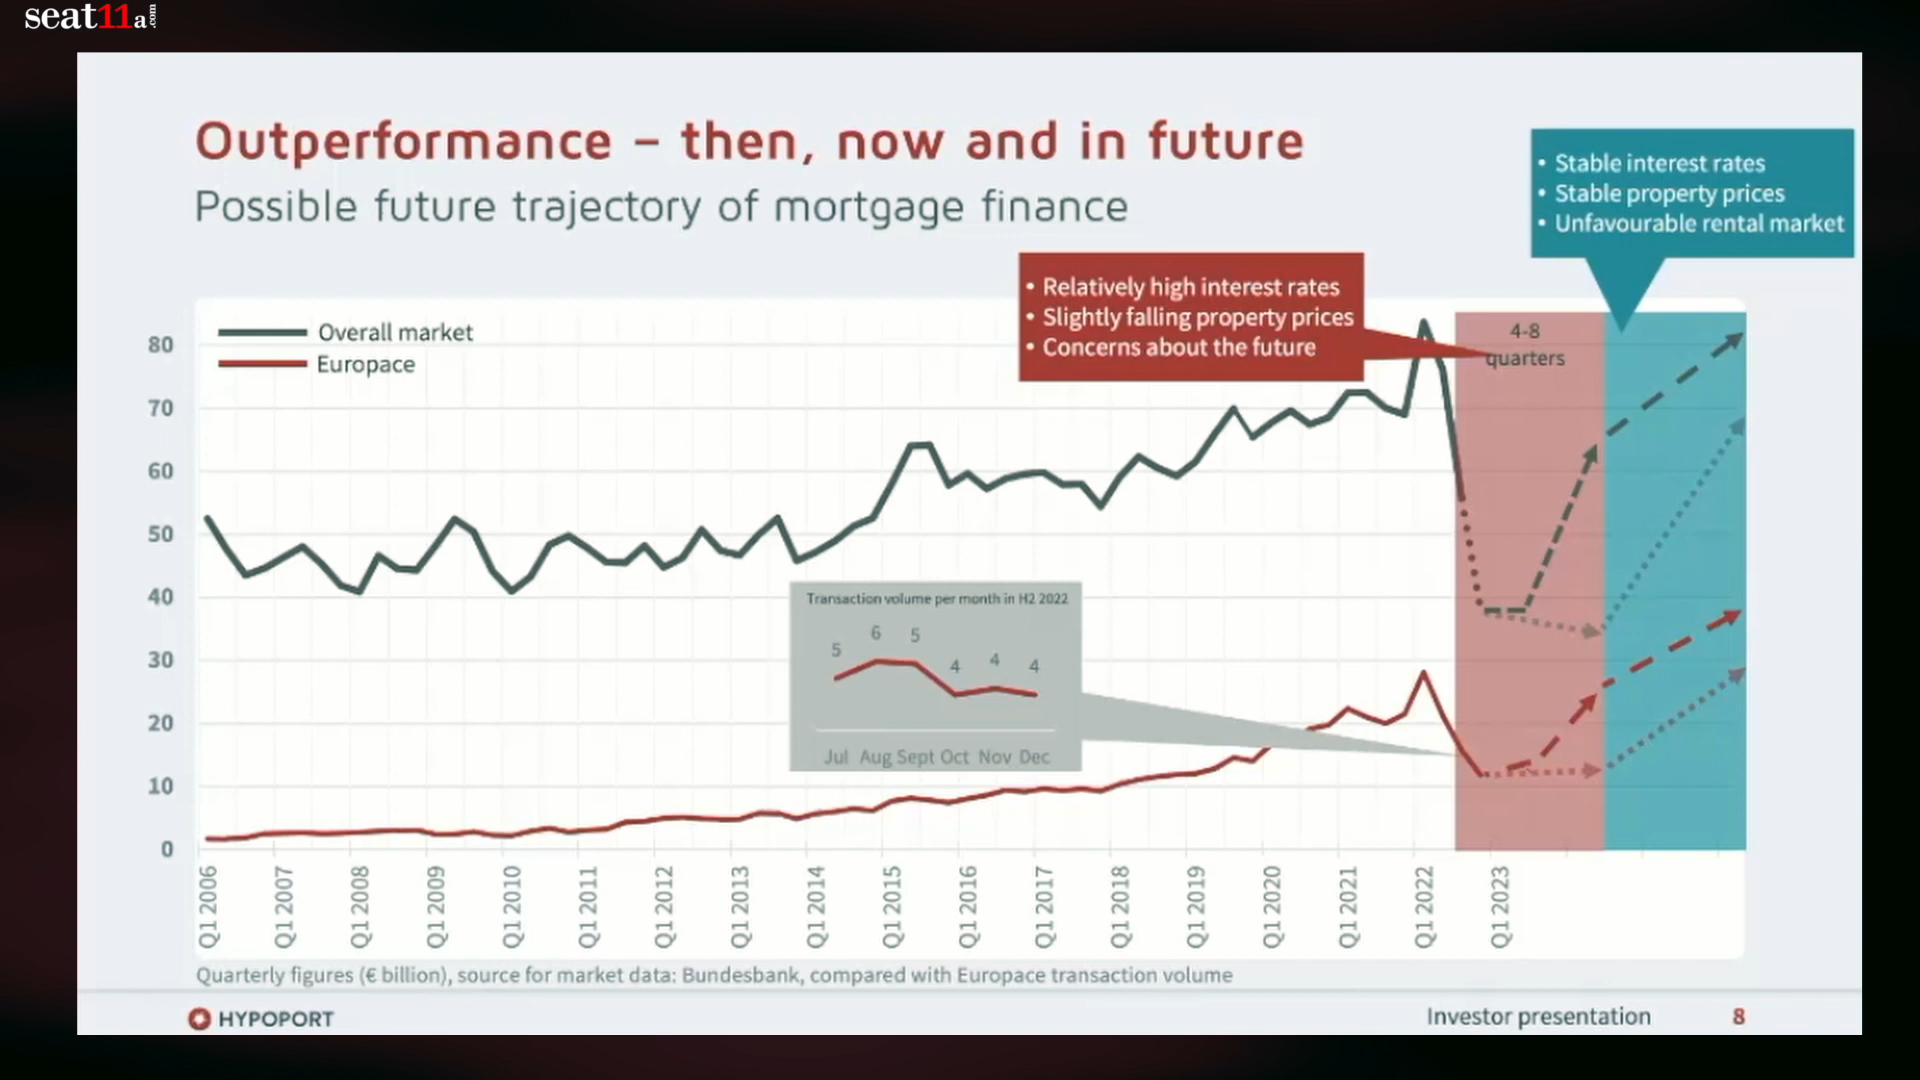 seat11a.com
Outperformance – then, now and in future
Possible future trajectory of mortgage finance
• Stable interest rates
• Stable property prices
• Unfavourable rental market
• Relatively high interest rates
• Slightly falling property prices
• Concerns about the future
Overall market
Europace
4-8
quarters
80
70
60
50
40
30
20
10
0
Transaction volume per month in H2 2022
5 6 5 4 4 4
Jul Aug Sept Oct Nov Dec
Q1 2006
Q1 2007
Q1 2008
Q1 2009
Q1 2010
Q1 2011
Q1 2012
Q1 2013
Q1 2014
Q1 2015
Q1 2016
Q1 2017
Q1 2018
Q1 2019
Q1 2020
Q1 2021
Q1 2022
Q1 2023
Quarterly figures (€ billion), source for market data: Bundesbank, compared with Europace transaction volume
HYPOPORT
Investor presentation 8